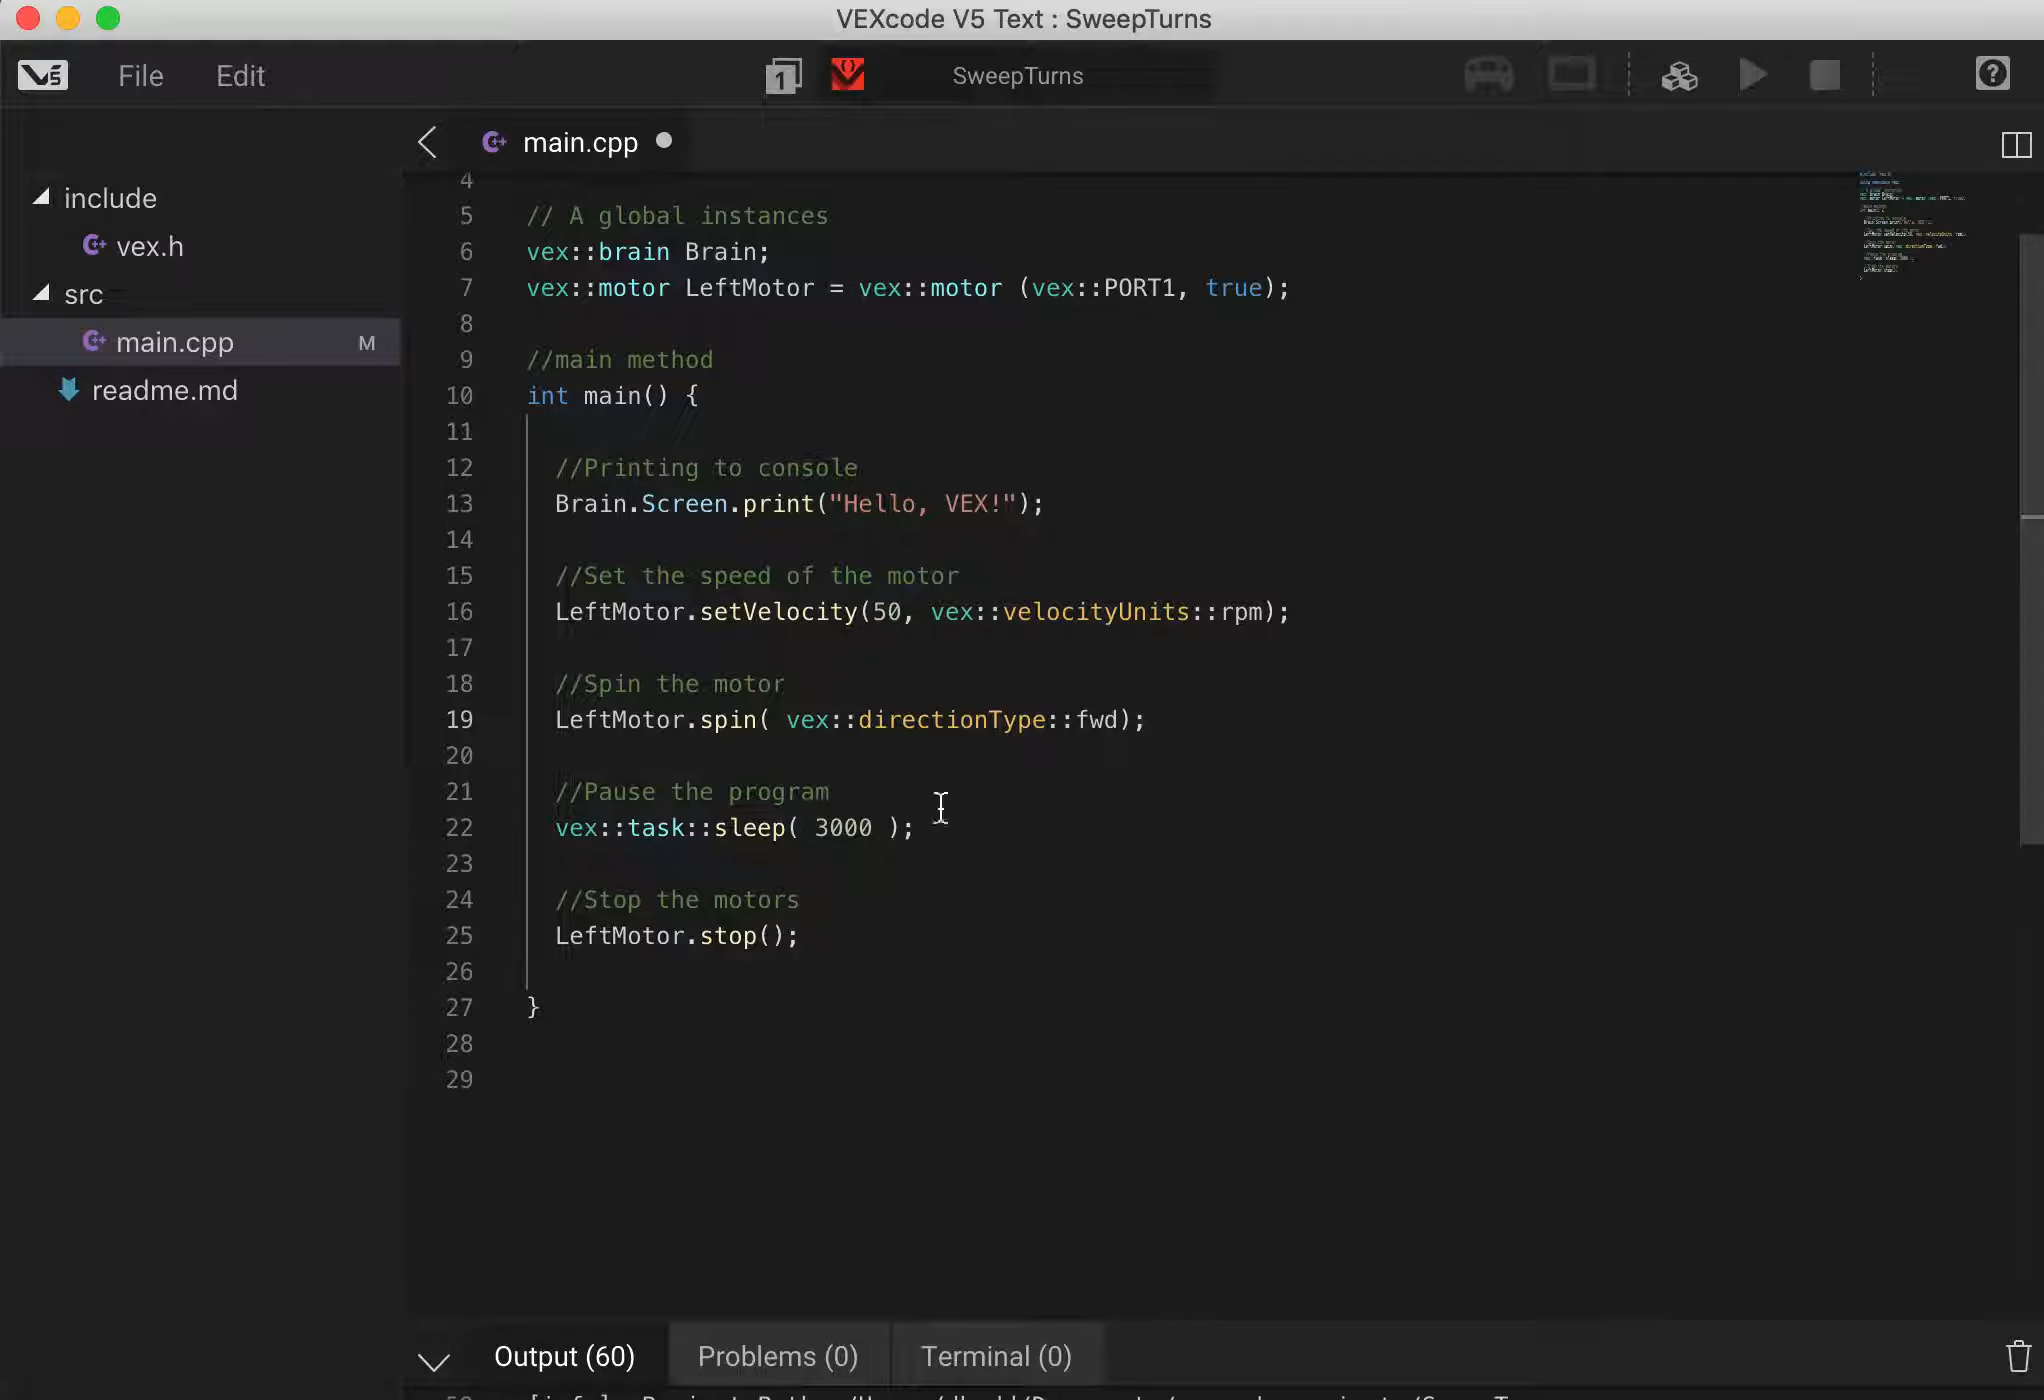 VEXcode V5 Text : SweepTurns
V5 File Edit 1 SweepTurns ?
main.cpp
include
vex.h
src
main.cpp M
readme.md
4
5 // A global instances
6 vex::brain Brain;
7 vex::motor LeftMotor = vex::motor (vex::PORT1, true);
8
9 //main method
10 int main() {
11
12 //Printing to console
13 Brain.Screen.print("Hello, VEX!");
14
15 //Set the speed of the motor
16 LeftMotor.setVelocity(50, vex::velocityUnits::rpm);
17
18 //Spin the motor
19 LeftMotor.spin( vex::directionType::fwd);
20
21 //Pause the program
22 vex::task::sleep( 3000 );
23
24 //Stop the motors
25 LeftMotor.stop();
26
27 }
28
29
Output (60) Problems (0) Terminal (0)